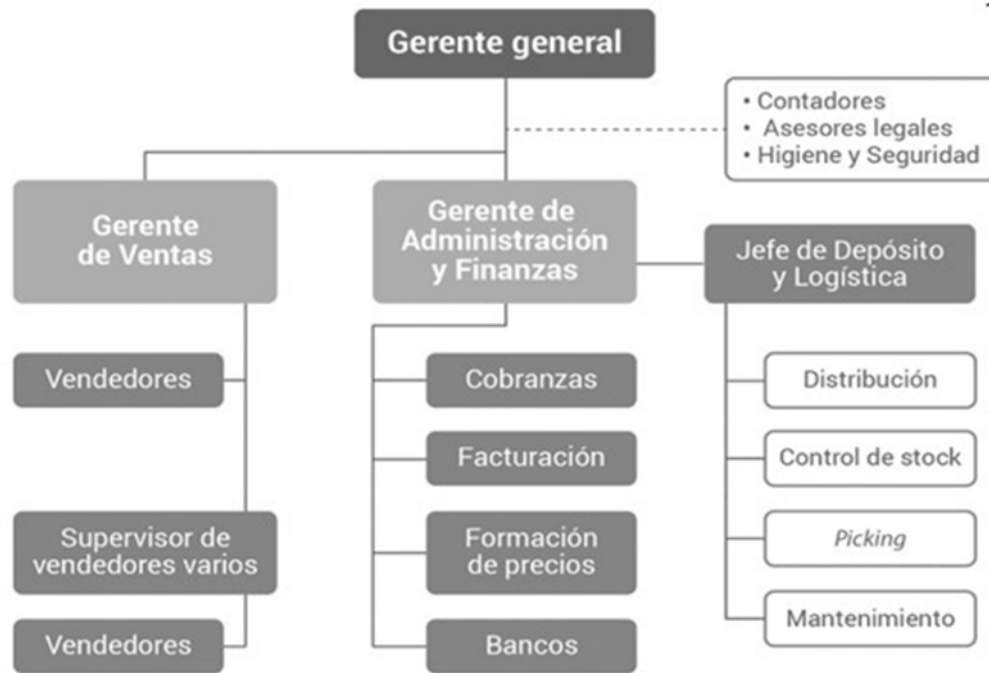 Gerente general
• Contadores
• Asesores legales
• Higiene y Seguridad
Gerente
de Ventas
Gerente de
Administración
y Finanzas
Jefe de Depósito
y Logística
Vendedores
Supervisor de
vendedores varios
Vendedores
Cobranzas
Facturación
Formación
de precios
Bancos
Distribución
Control de stock
Picking
Mantenimiento